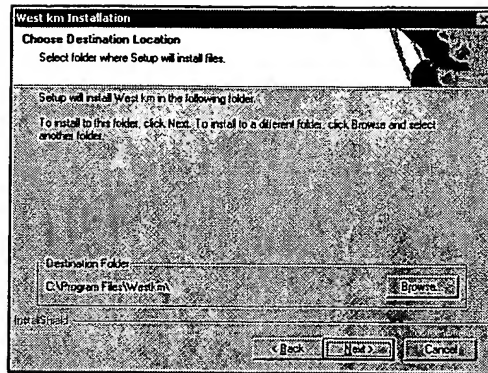 West km Installation
Choose Destination Location
Select folder where Setup will install files.
Setup will install West km in the following folder.
To install to this folder, click Next. To install to a different folder, click Browse and select
another folder.
Destination Folder
C:\Program Files\Westkm\
Browse...
InstallShield
< Back
Next >
Cancel